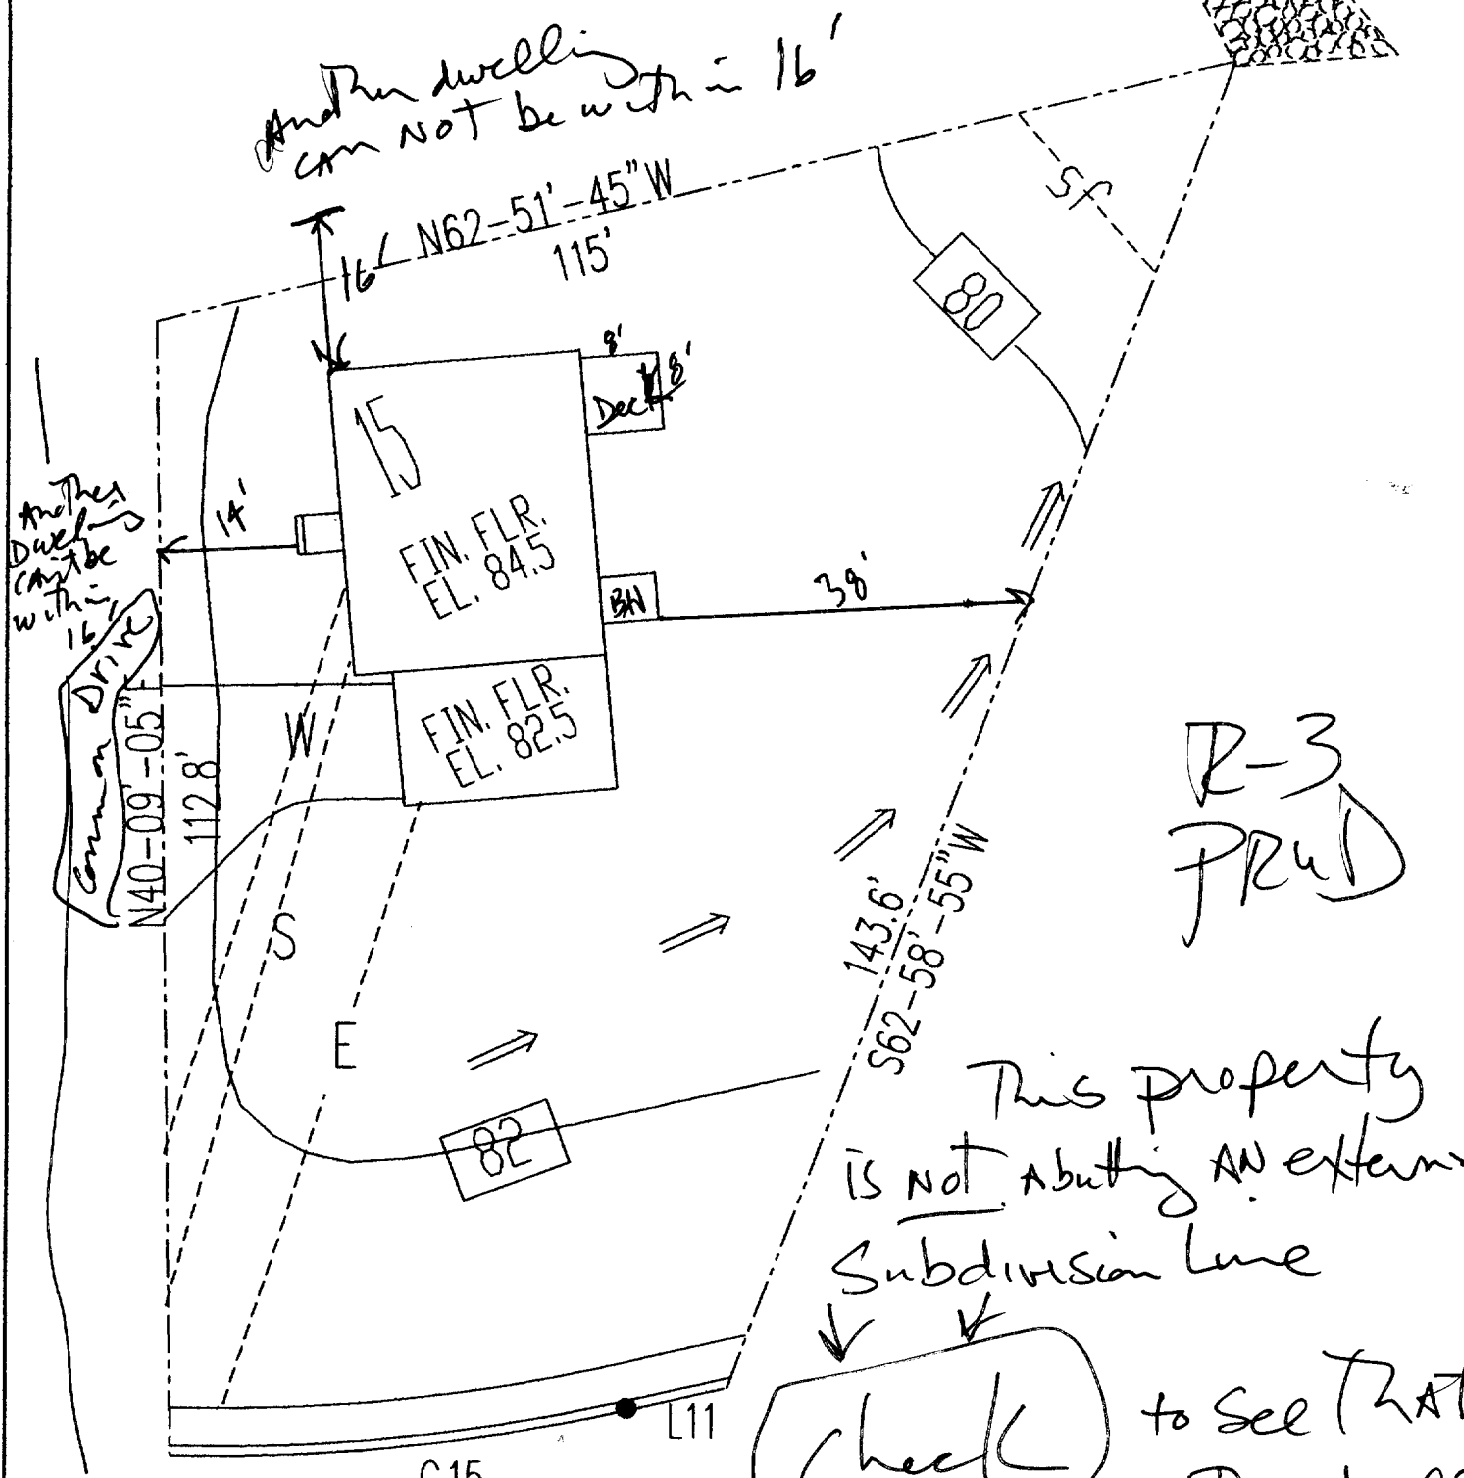 Another dwelling
can NOT be within 16'
N62-51'-45"W
115'
16'
sf
80
8'
8'
Deck
15
FIN. FLR.
EL. 84.5
14'
Another
Dwelling
can't be
within
16'
BH
38'
Common Drive
N40-09'-05"E
112.8'
FIN. FLR.
EL. 82.5
W
S
E
R-3
PRUD
143.6'
S62-58'-55"W
82
This property
is NOT Abutting AN
Subdivision Line
Check to see THAT
L11
C15